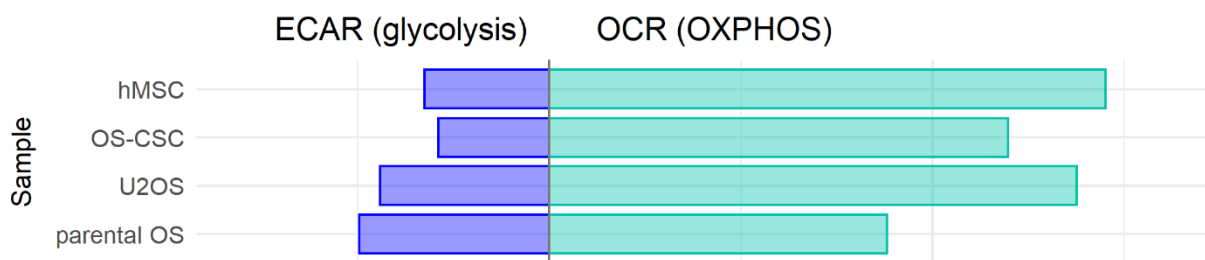 ECAR (glycolysis) OCR (OXPHOS)
Sample
hMSC
OS-CSC
U2OS
parental OS